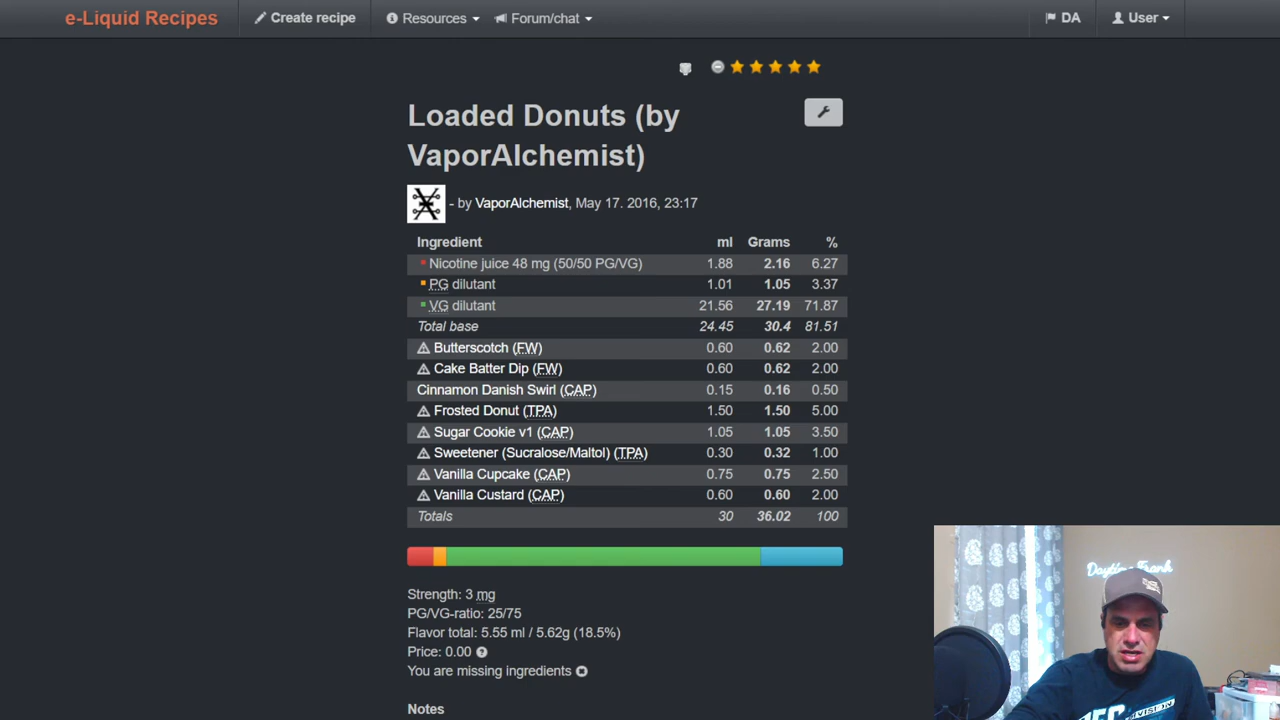 e-Liquid Recipes Create recipe Resources Forum/chat DA User
Loaded Donuts (by
VaporAlchemist)
- by VaporAlchemist, May 17. 2016, 23:17
Ingredient ml Grams %
Nicotine juice 48 mg (50/50 PG/VG) 1.88 2.16 6.27
PG dilutant 1.01 1.05 3.37
VG dilutant 21.56 27.19 71.87
Total base 24.45 30.4 81.51
Butterscotch (FW) 0.60 0.62 2.00
Cake Batter Dip (FW) 0.60 0.62 2.00
Cinnamon Danish Swirl (CAP) 0.15 0.16 0.50
Frosted Donut (TPA) 1.50 1.50 5.00
Sugar Cookie v1 (CAP) 1.05 1.05 3.50
Sweetener (Sucralose/Maltol) (TPA) 0.30 0.32 1.00
Vanilla Cupcake (CAP) 0.75 0.75 2.50
Vanilla Custard (CAP) 0.60 0.60 2.00
Totals 30 36.02 100
Strength: 3 mg
PG/VG-ratio: 25/75
Flavor total: 5.55 ml / 5.62g (18.5%)
Price: 0.00
You are missing ingredients
Notes